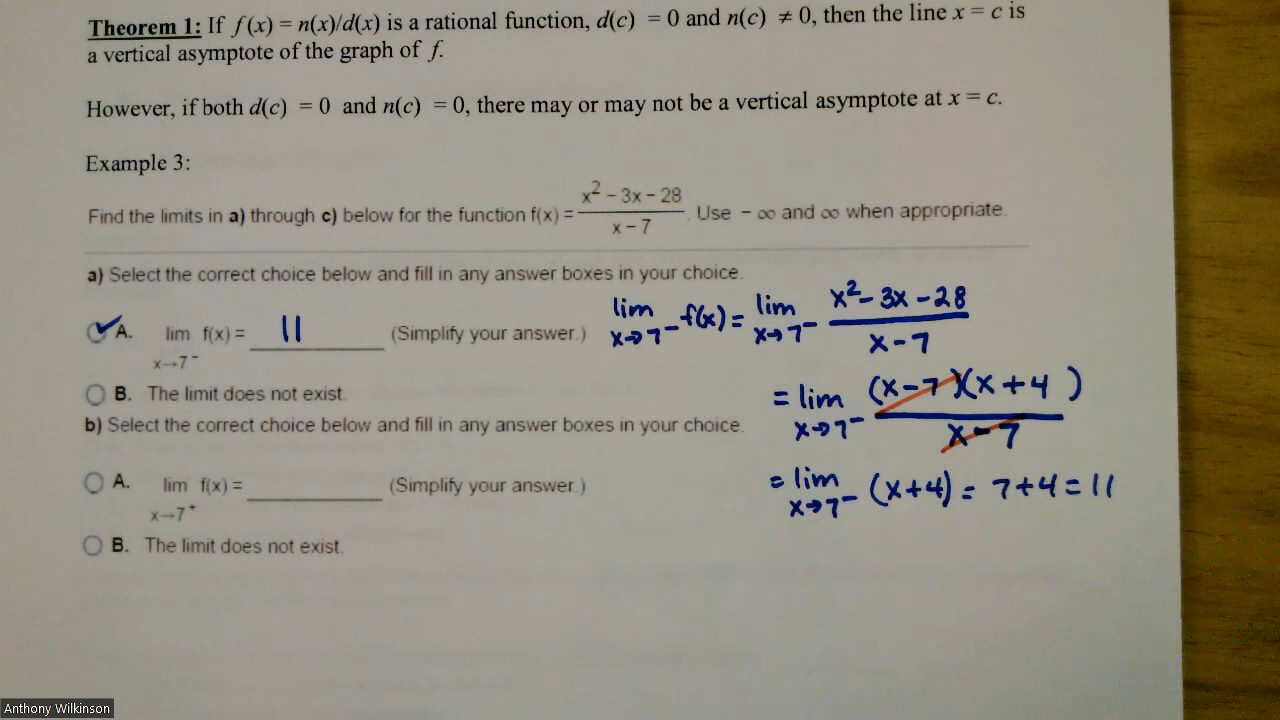 Theorem 1: If f(x) = n(x)/d(x) is a rational function, d(c) = 0 and n(c) ≠ 0, then the line x = c is
a vertical asymptote of the graph of f.
However, if both d(c) = 0 and n(c) = 0, there may or may not be a vertical asymptote at x = c.
Example 3:
Find the limits in a) through c) below for the function f(x) = (x² − 3x − 28)/(x − 7). Use − ∞ and ∞ when appropriate.
a) Select the correct choice below and fill in any answer boxes in your choice.
✓A. lim x→7⁻ f(x) = 11 (Simplify your answer.)
lim x→7⁻ f(x) = lim x→7⁻ (x² − 3x − 28)/(x − 7)
B. The limit does not exist.
= lim x→7⁻ (x − 7)(x + 4)/(x − 7)
b) Select the correct choice below and fill in any answer boxes in your choice.
A. lim x→7⁺ f(x) = ____ (Simplify your answer.)
= lim x→7⁻ (x+4) = 7+4 = 11
B. The limit does not exist.
Anthony Wilkinson